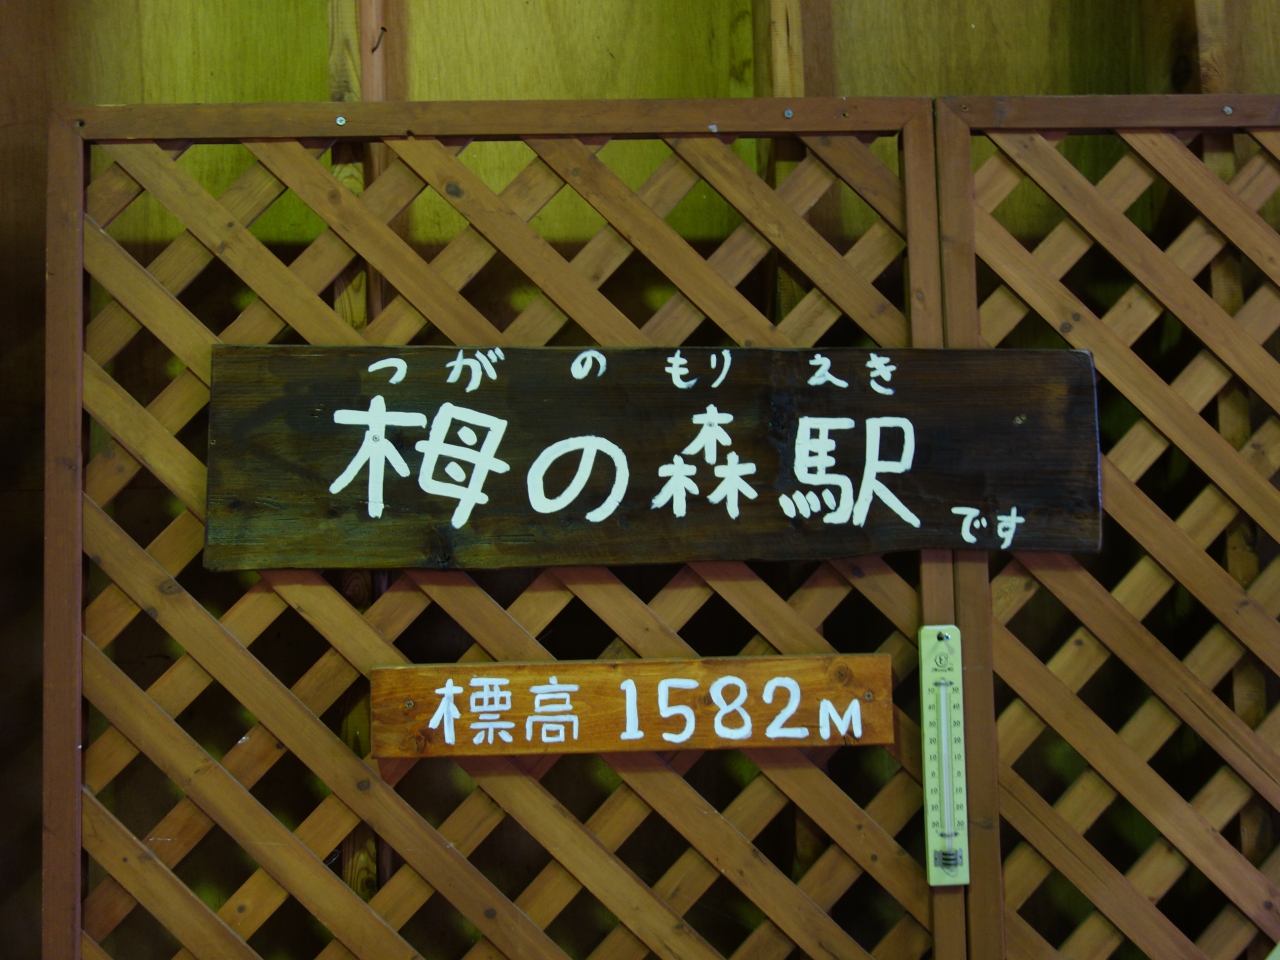 つがのもりえき
栂の森駅
です
標高 1582M